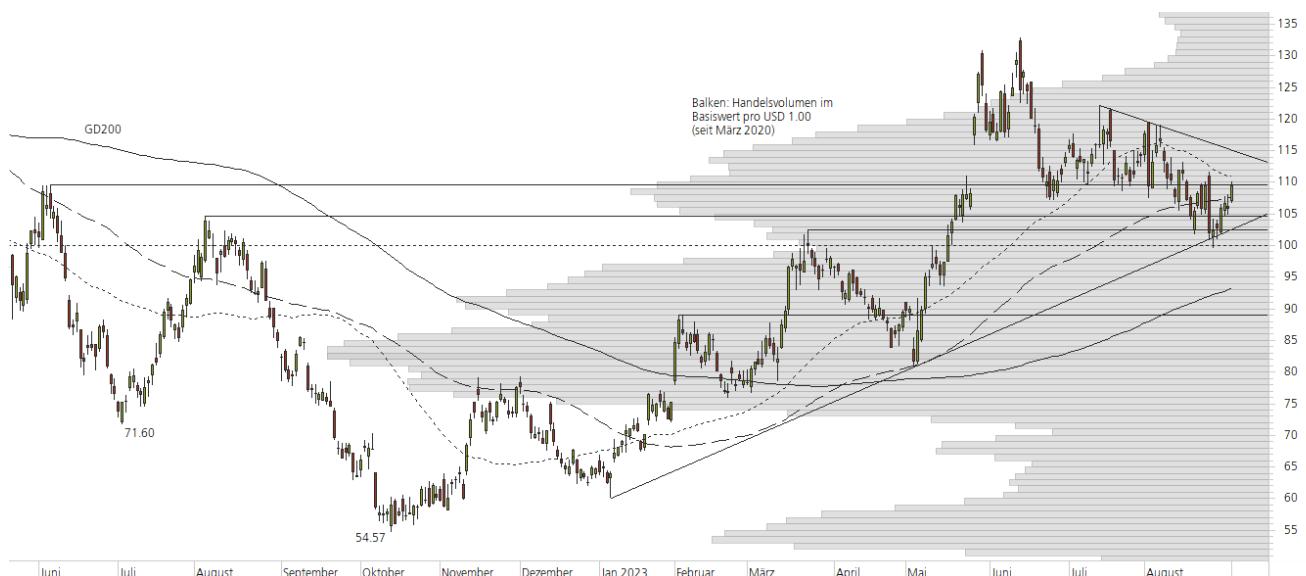 GD200
Balken: Handelsvolumen im
Basiswert pro USD 1.00
(seit März 2020)
71.60
54.57
135
130
125
120
115
110
105
100
95
90
85
80
75
70
65
60
55
Juni
Juli
August
September
Oktober
November
Dezember
Jan 2023
Februar
März
April
Mai
Juni
Juli
August